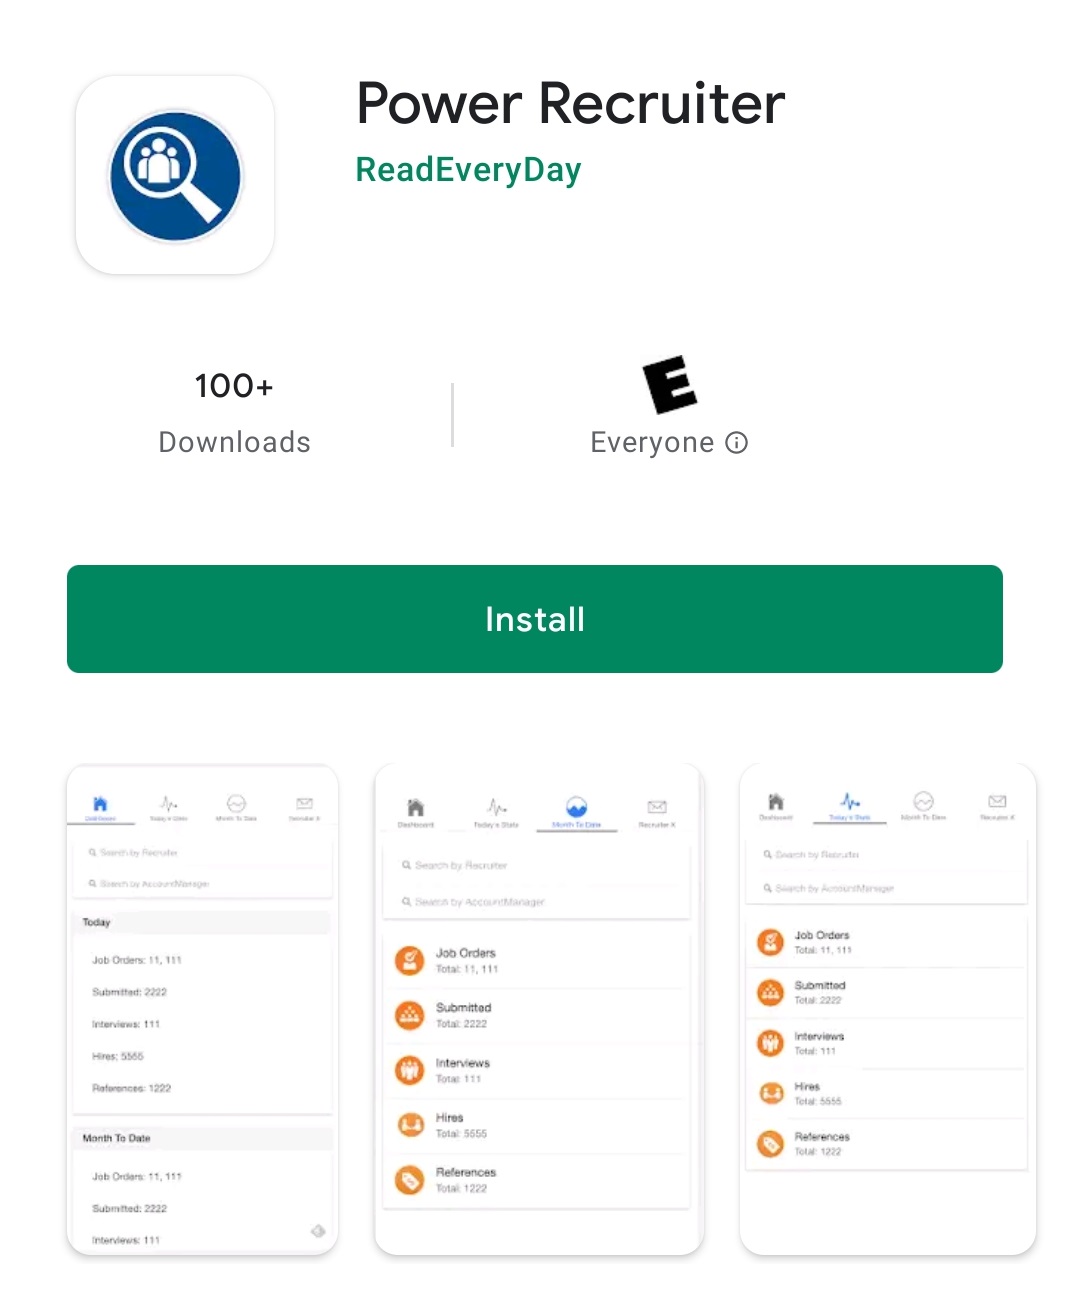 Power Recruiter
ReadEveryDay
100+
Downloads
Everyone
Install
Dashboard Today's Stats Month To Date Recruiter X
Search by Recruiter
Search by AccountManager
Today
Job Orders: 11, 111
Submitted: 2222
Interviews: 111
Hires: 5555
References: 1222
Month To Date
Job Orders: 11, 111
Submitted: 2222
Interviews: 111
Dashboard Today's Stats Month To Date Recruiter X
Search by Recruiter
Search by AccountManager
Job Orders
Total: 11, 111
Submitted
Total: 2222
Interviews
Total: 111
Hires
Total: 5555
References
Total: 1222
Dashboard Today's Stats Month To Date Recruiter X
Search by Recruiter
Search by AccountManager
Job Orders
Total: 11, 111
Submitted
Total: 2222
Interviews
Total: 111
Hires
Total: 5555
References
Total: 1222